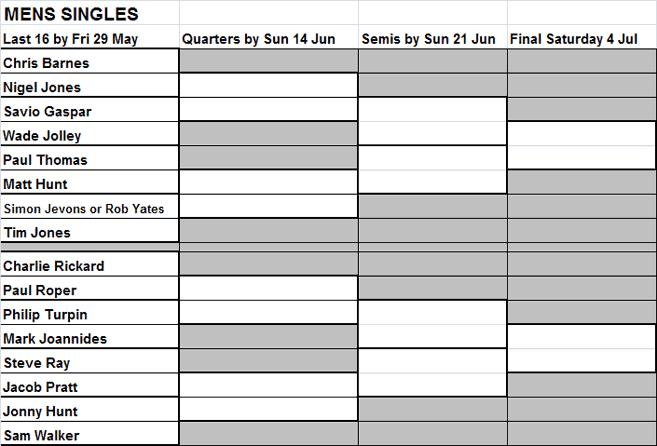 MENS SINGLES
Last 16 by Fri 29 May Quarters by Sun 14 Jun Semis by Sun 21 Jun Final Saturday 4 Jul
Chris Barnes
Nigel Jones
Savio Gaspar
Wade Jolley
Paul Thomas
Matt Hunt
Simon Jevons or Rob Yates
Tim Jones
Charlie Rickard
Paul Roper
Philip Turpin
Mark Joannides
Steve Ray
Jacob Pratt
Jonny Hunt
Sam Walker